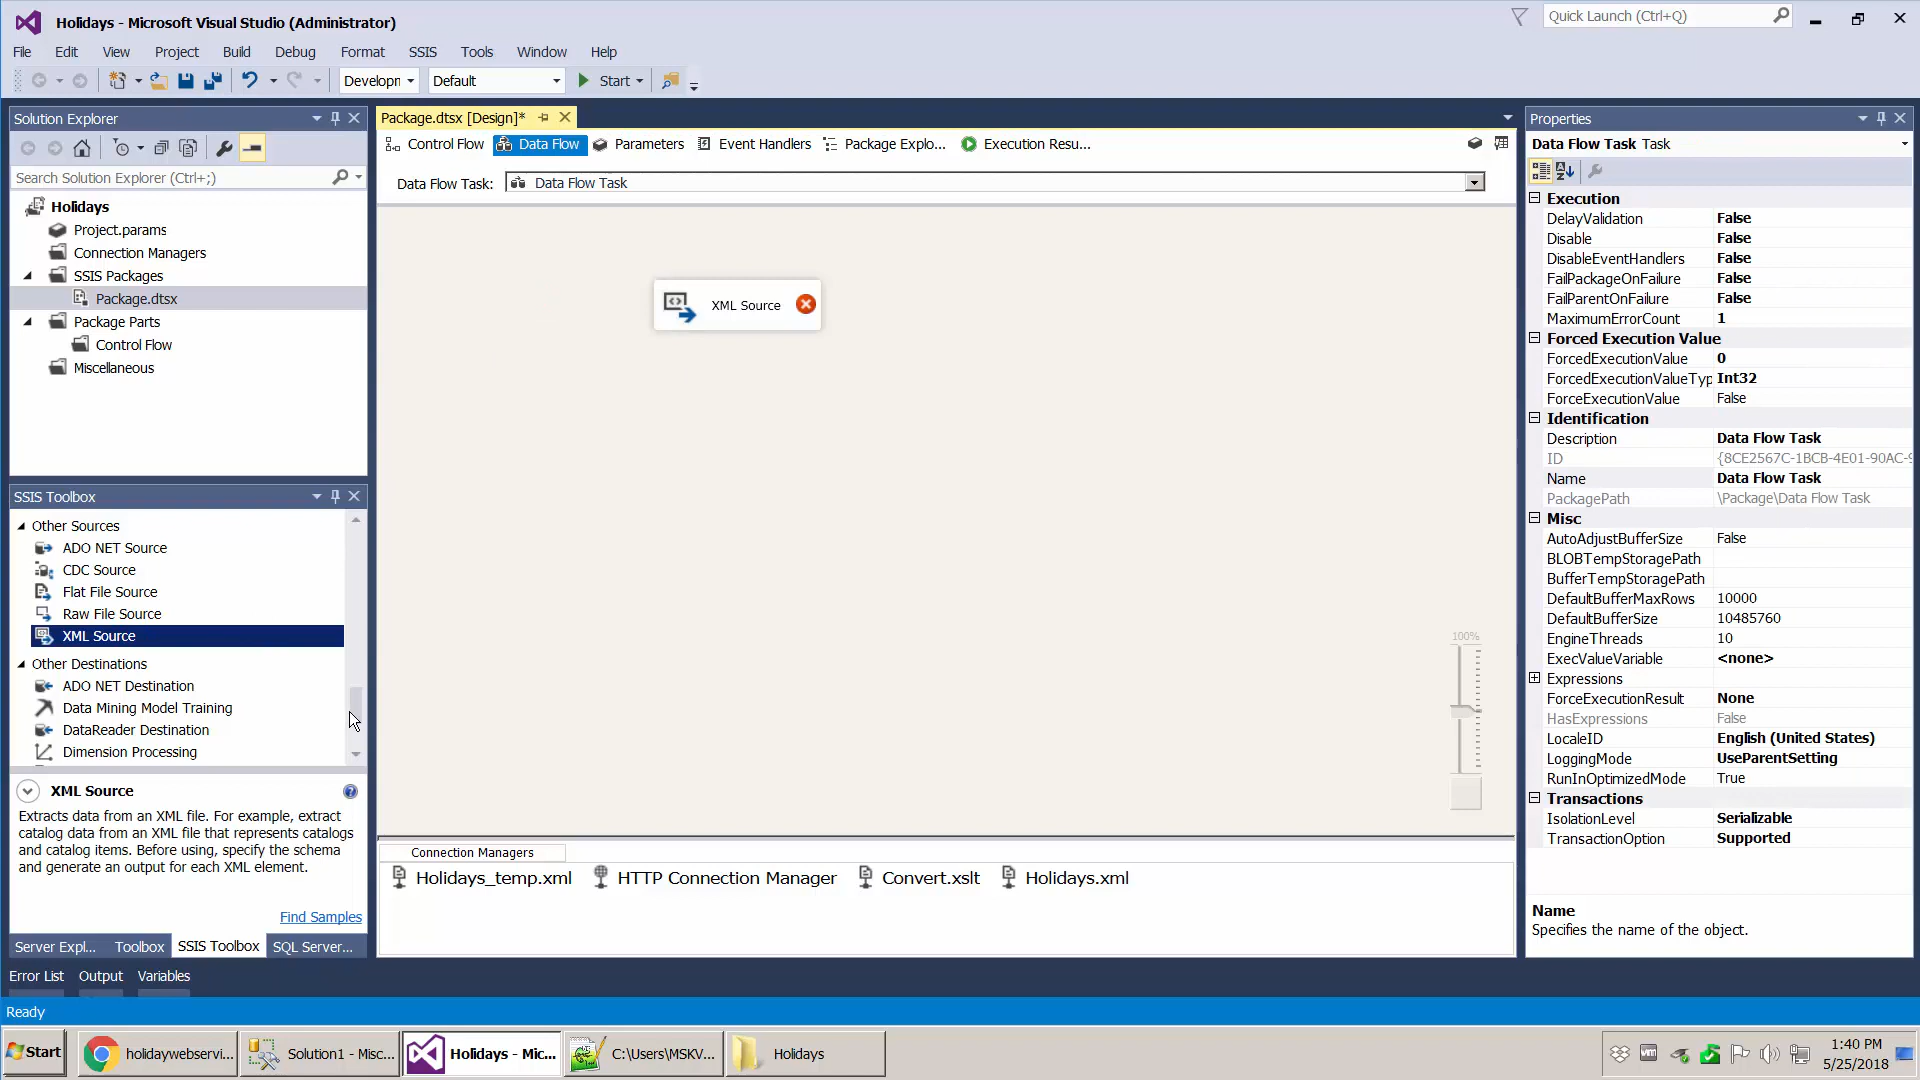 Holidays - Microsoft Visual Studio (Administrator)
Quick Launch (Ctrl+Q)
File Edit View Project Build Debug Format SSIS Tools Window Help
Developn Default Start
Solution Explorer
Search Solution Explorer (Ctrl+;)
Holidays
Project.params
Connection Managers
SSIS Packages
Package.dtsx
Package Parts
Control Flow
Miscellaneous
SSIS Toolbox
Other Sources
ADO NET Source
CDC Source
Flat File Source
Raw File Source
XML Source
Other Destinations
ADO NET Destination
Data Mining Model Training
DataReader Destination
Dimension Processing
XML Source
Extracts data from an XML file. For example, extract
catalog data from an XML file that represents catalogs
and catalog items. Before using, specify the schema
and generate an output for each XML element.
Find Samples
Server Expl... Toolbox SSIS Toolbox SQL Server...
Package.dtsx [Design]*
Control Flow Data Flow Parameters Event Handlers Package Explo... Execution Resu...
Data Flow Task: Data Flow Task
XML Source
100%
Connection Managers
Holidays_temp.xml HTTP Connection Manager Convert.xslt Holidays.xml
Properties
Data Flow Task Task
Execution
DelayValidation False
Disable False
DisableEventHandlers False
FailPackageOnFailure False
FailParentOnFailure False
MaximumErrorCount 1
Forced Execution Value
ForcedExecutionValue 0
ForcedExecutionValueTyp Int32
ForceExecutionValue False
Identification
Description Data Flow Task
ID {8CE2567C-1BCB-4E01-90AC-9
Name Data Flow Task
PackagePath \Package\Data Flow Task
Misc
AutoAdjustBufferSize False
BLOBTempStoragePath
BufferTempStoragePath
DefaultBufferMaxRows 10000
DefaultBufferSize 10485760
EngineThreads 10
ExecValueVariable <none>
Expressions
ForceExecutionResult None
HasExpressions False
LocaleID English (United States)
LoggingMode UseParentSetting
RunInOptimizedMode True
Transactions
IsolationLevel Serializable
TransactionOption Supported
Name
Specifies the name of the object.
Error List Output Variables
Ready
Start holidaywebservi... Solution1 - Misc... Holidays - Mic... C:\Users\MSKV... Holidays
1:40 PM
5/25/2018